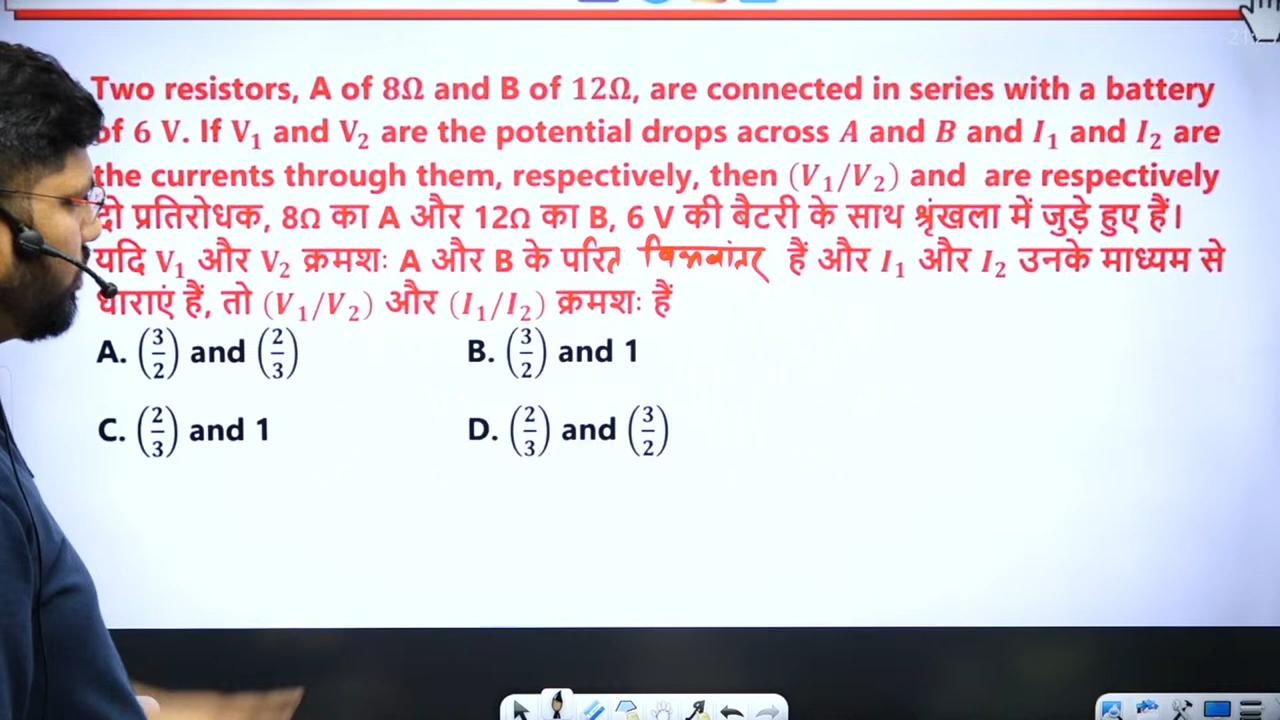 Two resistors, A of 8Ω and B of 12Ω, are connected in series with a battery
of 6 V. If V₁ and V₂ are the potential drops across A and B and I₁ and I₂ are
the currents through them, respectively, then (V₁/V₂) and are respectively
दो प्रतिरोधक, 8Ω का A और 12Ω का B, 6 V की बैटरी के साथ श्रृंखला में जुड़े हुए हैं।
यदि V₁ और V₂ क्रमशः A और B के परित हैं और I₁ और I₂ उनके माध्यम से
धाराएं हैं, तो (V₁/V₂) और (I₁/I₂) क्रमशः हैं
A. (3/2) and (2/3) B. (3/2) and 1
C. (2/3) and 1 D. (2/3) and (3/2)